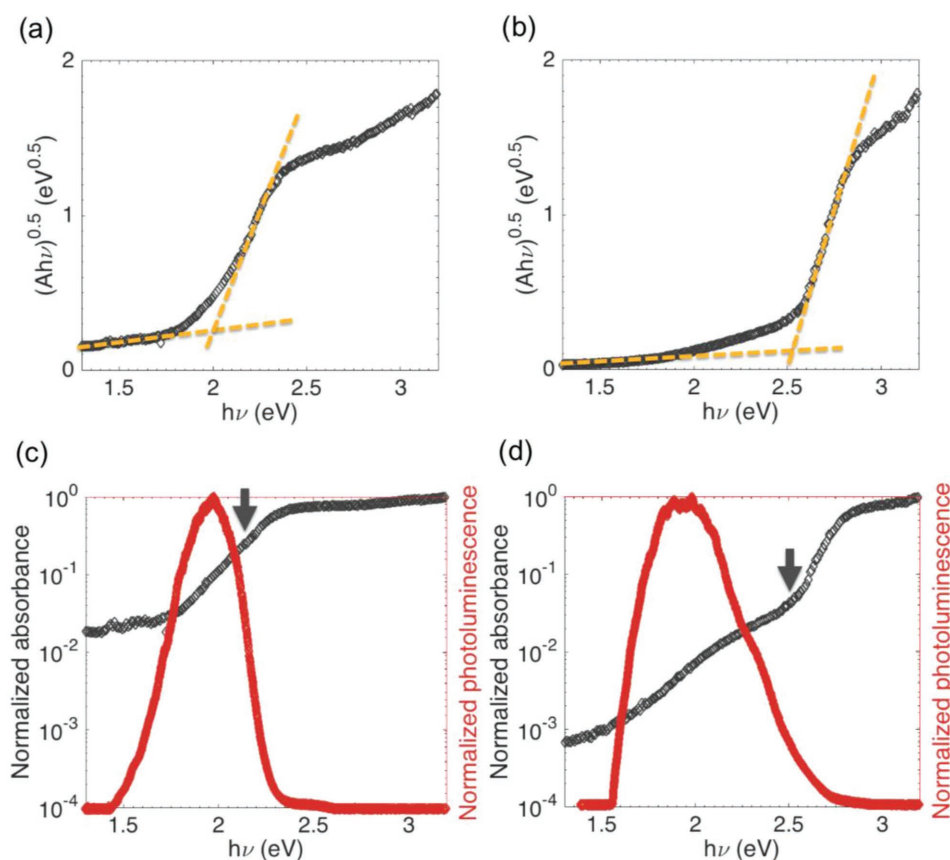 (a)
2
1
0
(Ahν)^0.5 (eV^0.5)
1.5 2 2.5 3
hν (eV)
(b)
2
1
0
(Ahν)^0.5 (eV^0.5)
1.5 2 2.5 3
hν (eV)
(c)
10^0
10^-1
10^-2
10^-3
10^-4
Normalized absorbance
Normalized photoluminescence
1.5 2 2.5 3
hν (eV)
(d)
10^0
10^-1
10^-2
10^-3
10^-4
Normalized absorbance
Normalized photoluminescence
1.5 2 2.5 3
hν (eV)